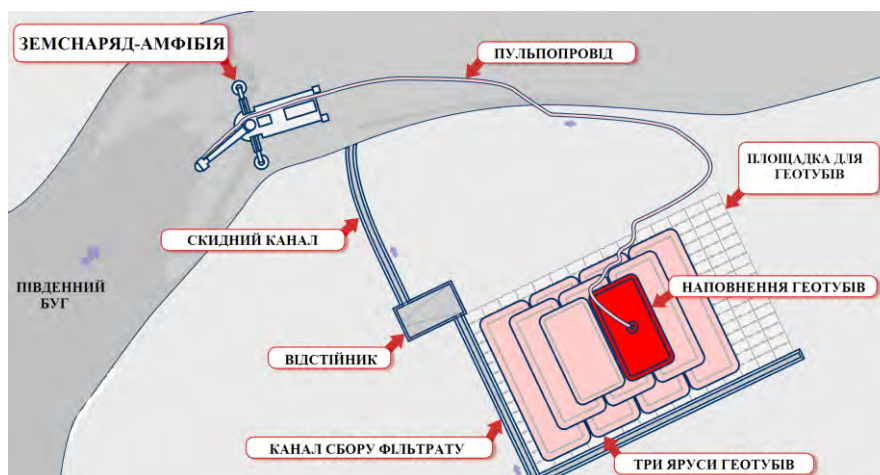 ЗЕМСНАРЯД-АМФІБІЯ
ПУЛЬПОПРОВІД
ПЛОЩАДКА ДЛЯ
ГЕОТУБІВ
СКИДНИЙ КАНАЛ
ПІВДЕННИЙ
БУГ
НАПОВНЕННЯ ГЕОТУБІВ
ВІДСТІЙНИК
КАНАЛ СБОРУ ФІЛЬТРАТУ
ТРИ ЯРУСИ ГЕОТУБІВ